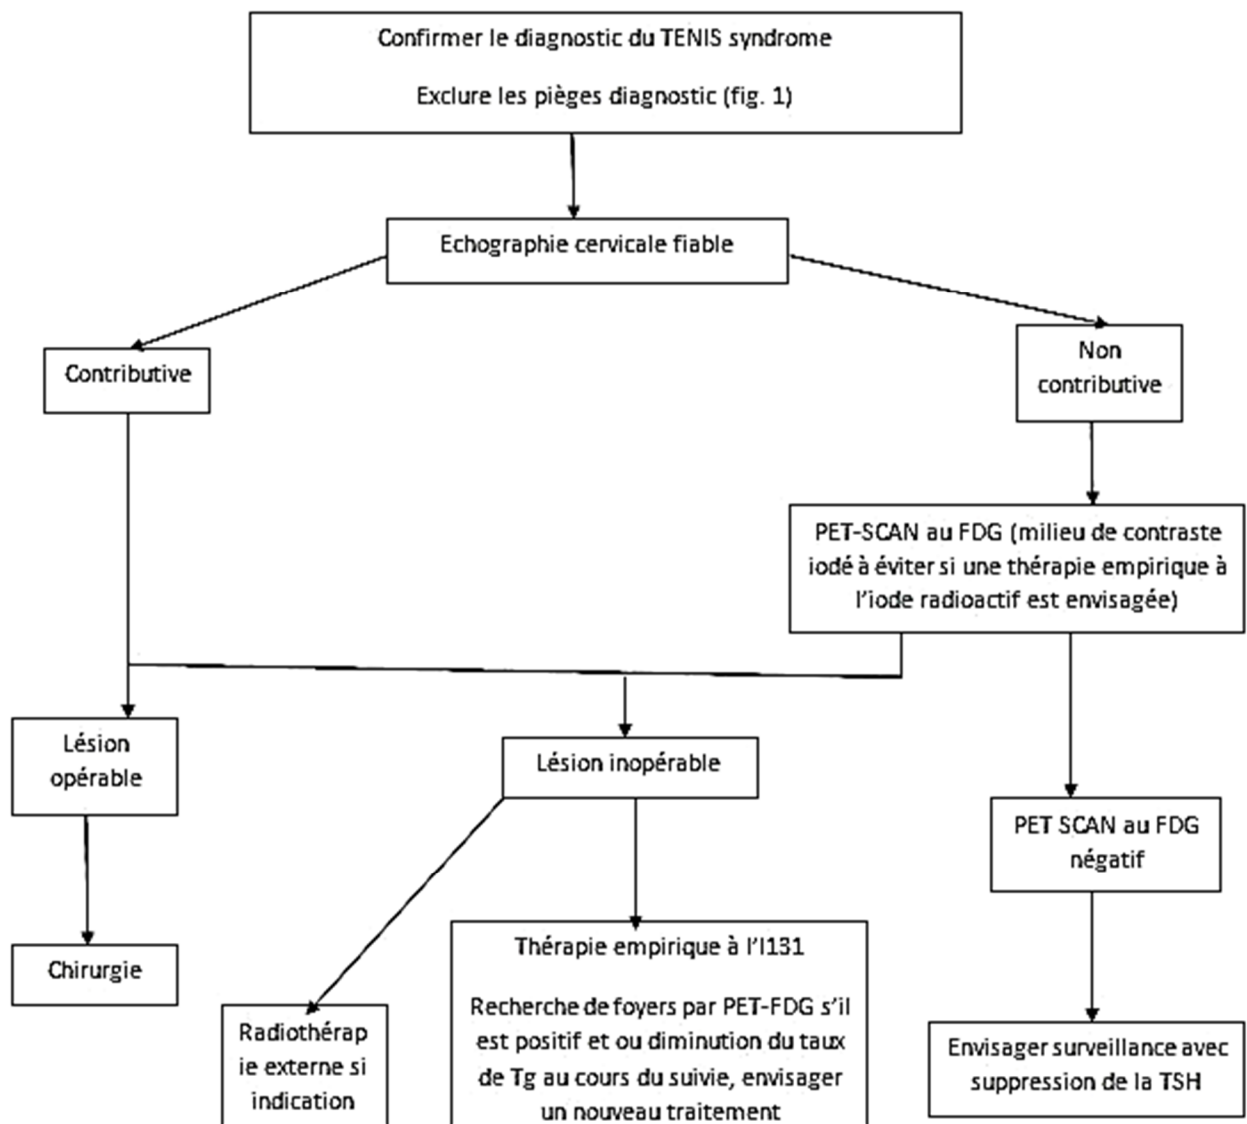 Confirmer le diagnostic du TENIS syndrome
Exclure les pièges diagnostic (fig. 1)
Echographie cervicale fiable
Contributive
Non
contributive
PET-SCAN au FDG (milieu de contraste
iodé à éviter si une thérapie empirique à
l'iode radioactif est envisagée)
Lésion
opérable
Lésion inopérable
PET SCAN au FDG
négatif
Chirurgie
Radiothérap
ie externe si
indication
Thérapie empirique à l'I131
Recherche de foyers par PET-FDG s'il
est positif et ou diminution du taux
de Tg au cours du suivie, envisager
un nouveau traitement
Envisager surveillance avec
suppression de la TSH